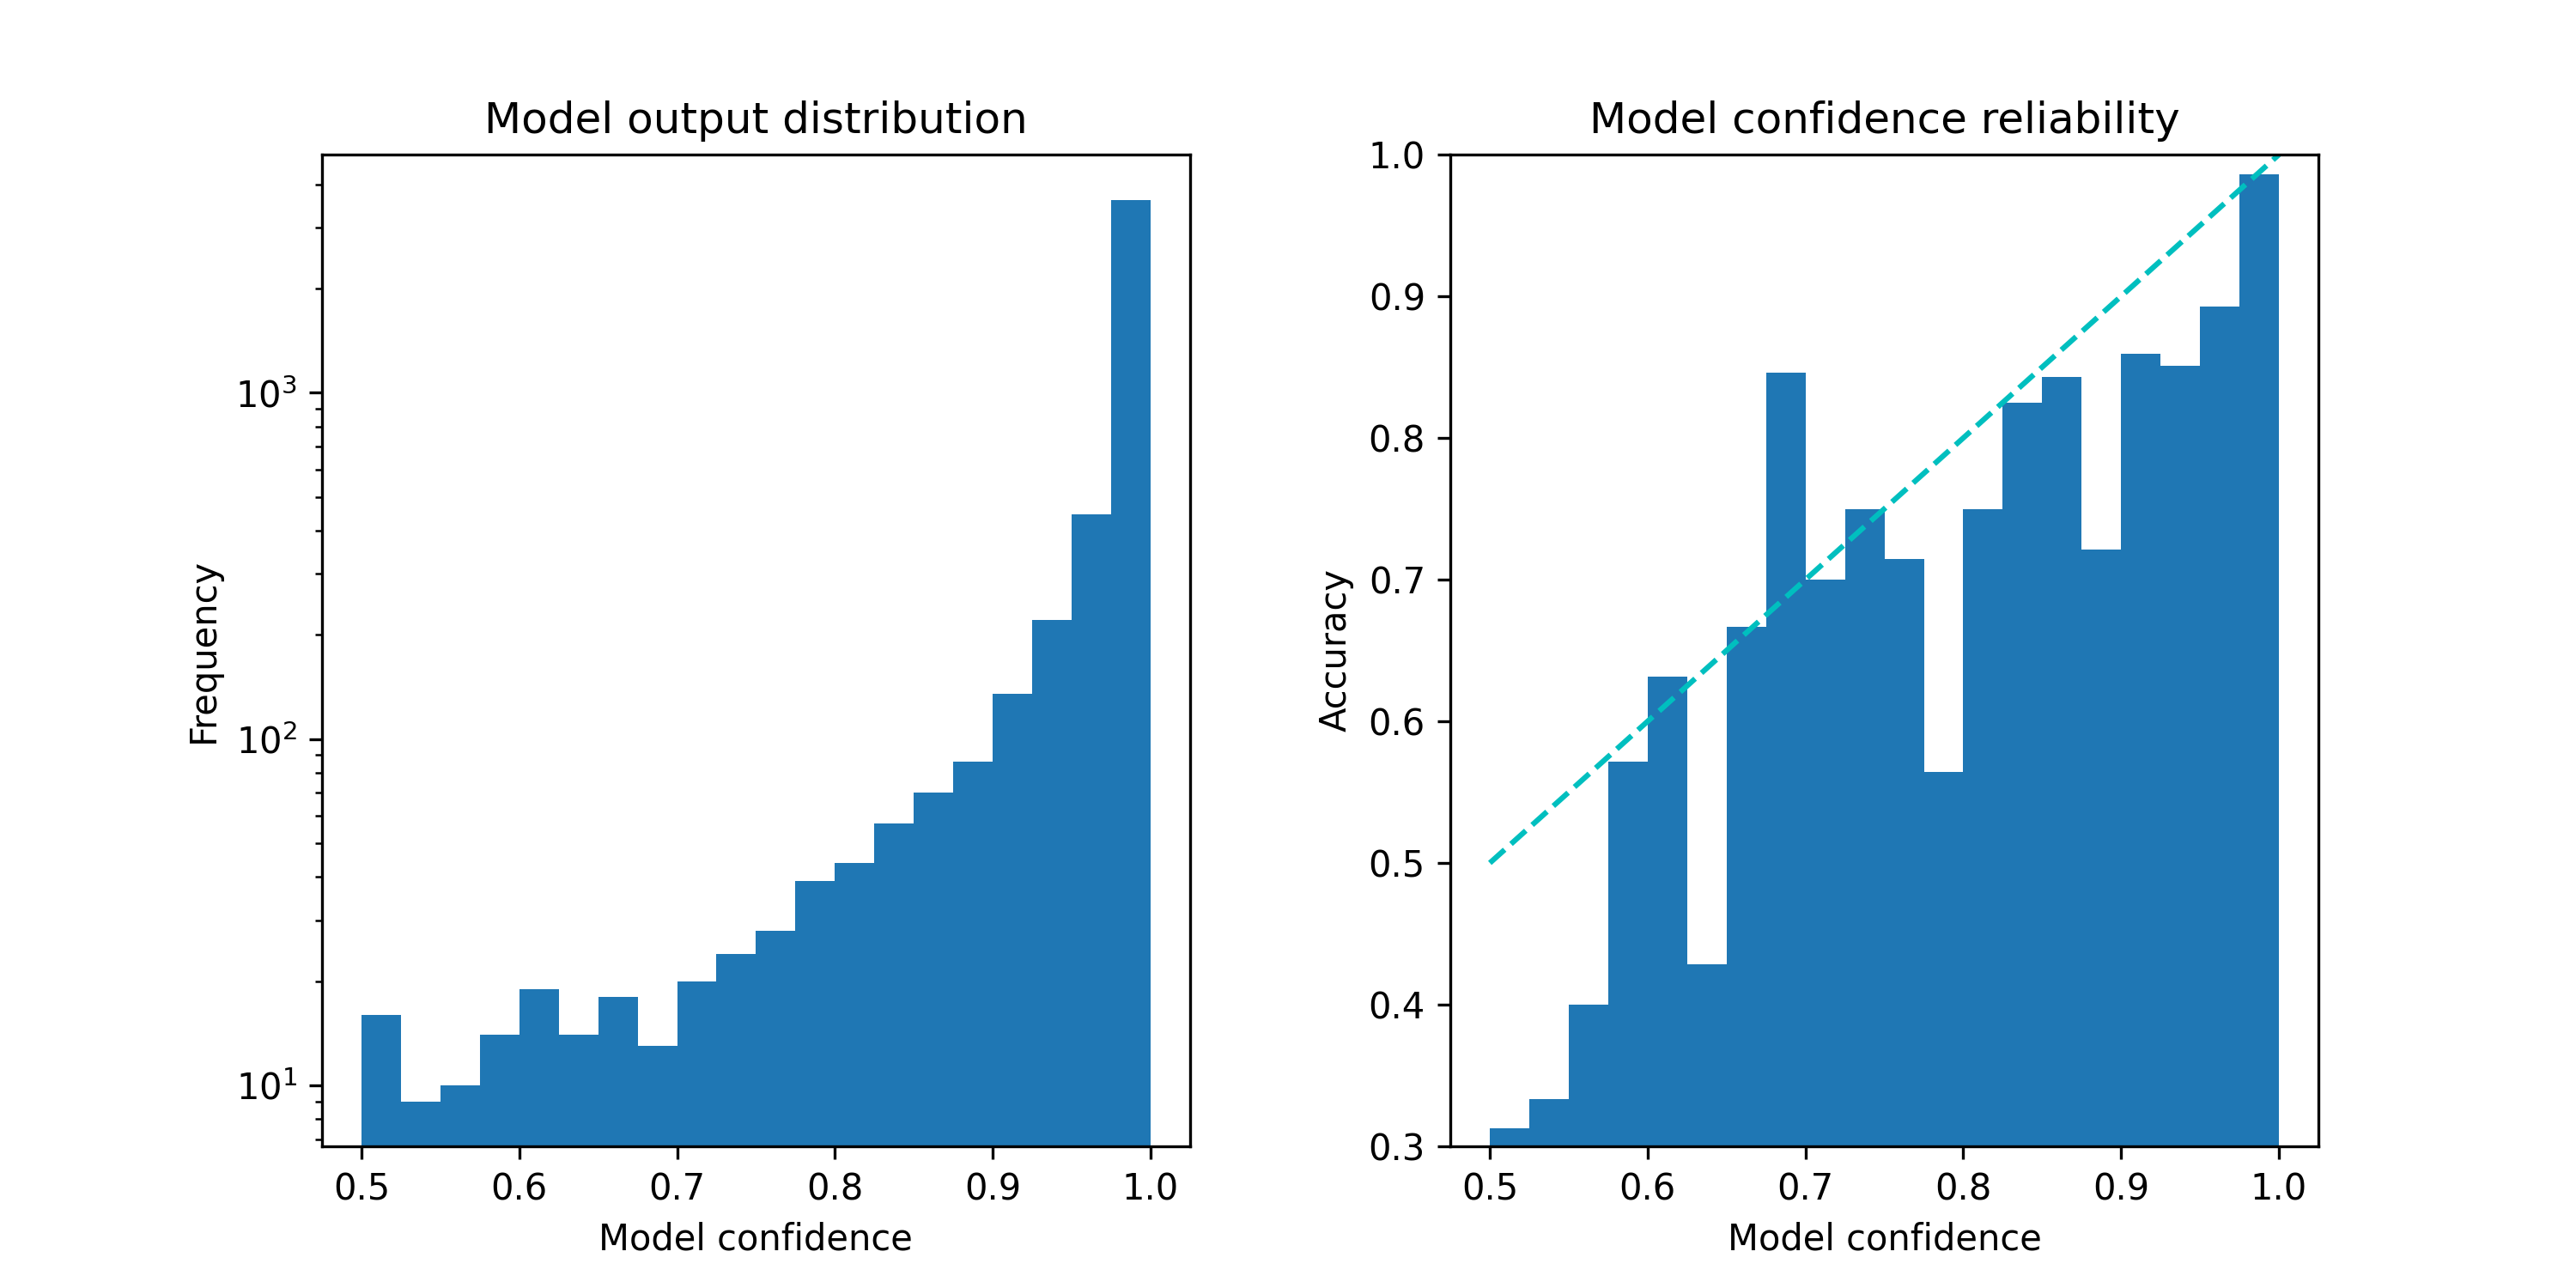 Model output distribution
Frequency
10³
10²
10¹
0.5 0.6 0.7 0.8 0.9 1.0
Model confidence
Model confidence reliability
Accuracy
1.0
0.9
0.8
0.7
0.6
0.5
0.4
0.3
0.5 0.6 0.7 0.8 0.9 1.0
Model confidence